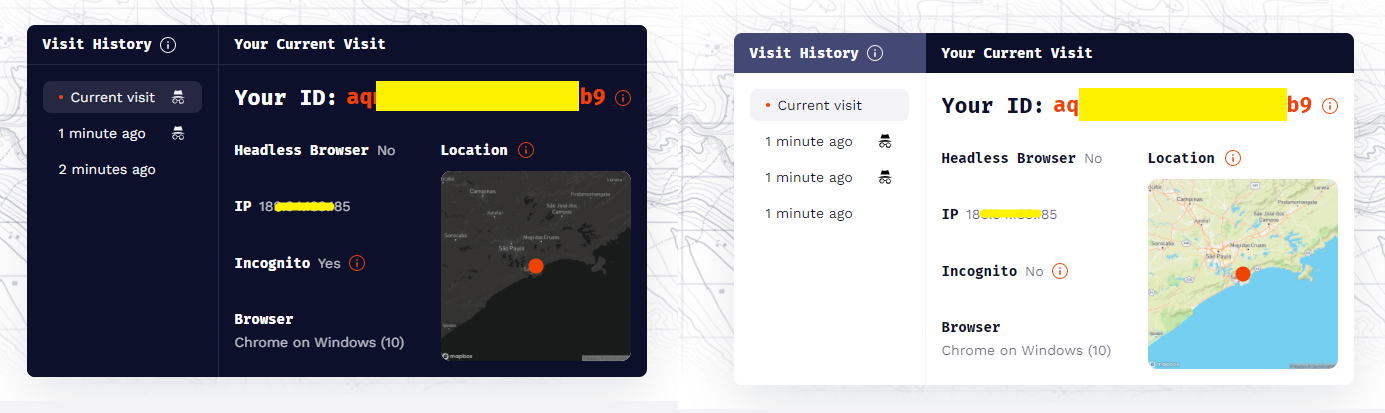 Visit History
Your Current Visit
Current visit
1 minute ago
2 minutes ago
Your ID: aq b9
Headless Browser No
Location
IP 18 85
Incognito Yes
Browser
Chrome on Windows (10)
Campinas
Lorena
Pindamonhangaba
Jundiaí
São José dos Campos
Sorocaba
Mogi das Cruzes
São Paulo
mapbox
Visit History
Your Current Visit
Current visit
1 minute ago
1 minute ago
1 minute ago
Your ID: aq b9
Headless Browser No
Location
IP 18 85
Incognito No
Browser
Chrome on Windows (10)
Campinas
Lorena
Pindamonhangaba
Jundiaí
São José dos Campos
Sorocaba
Mogi das Cruzes
São Paulo
mapbox